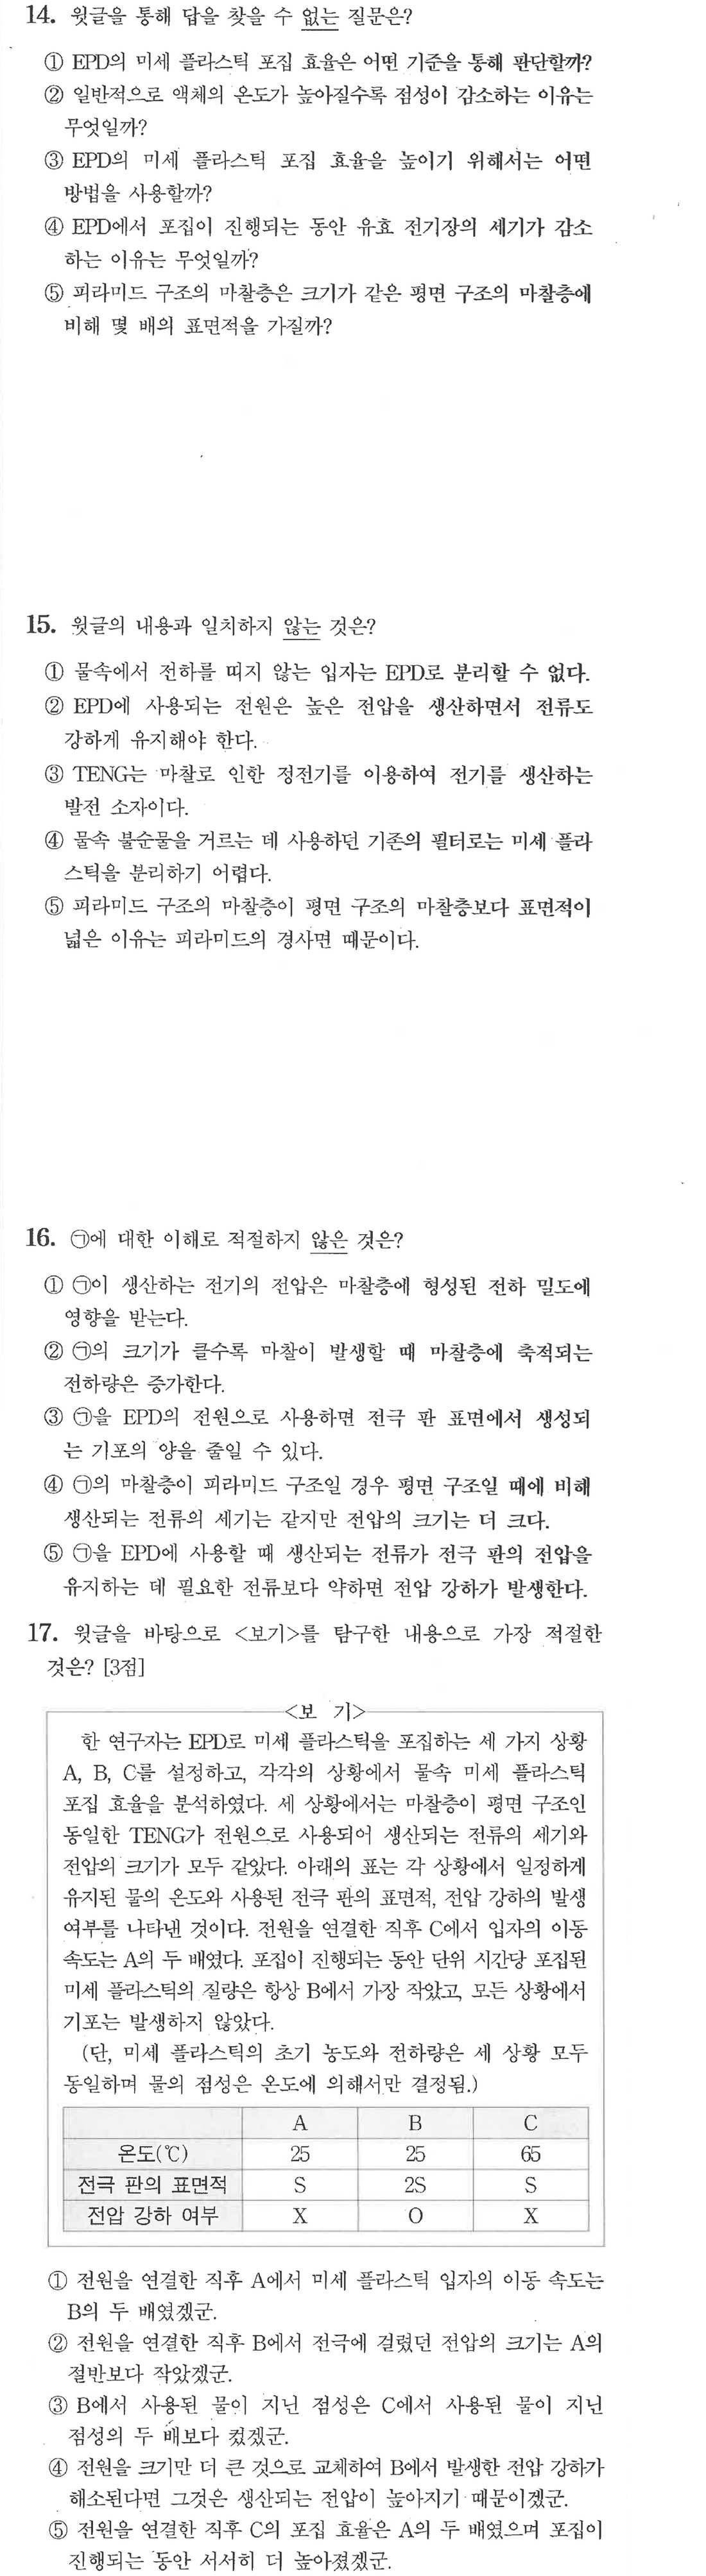 14. 윗글을 통해 답을 찾을 수 없는 질문은?
① EPD의 미세 플라스틱 포집 효율은 어떤 기준을 통해 판단할까?
② 일반적으로 액체의 온도가 높아질수록 점성이 감소하는 이유는
무엇일까?
③ EPD의 미세 플라스틱 포집 효율을 높이기 위해서는 어떤
방법을 사용할까?
④ EPD에서 포집이 진행되는 동안 유효 전기장의 세기가 감소
하는 이유는 무엇일까?
⑤ 피라미드 구조의 마찰층은 크기가 같은 평면 구조의 마찰층에
비해 몇 배의 표면적을 가질까?
15. 윗글의 내용과 일치하지 않는 것은?
① 물속에서 전하를 띠지 않는 입자는 EPD로 분리할 수 없다.
② EPD에 사용되는 전원은 높은 전압을 생산하면서 전류도
강하게 유지해야 한다.
③ TENG는 마찰로 인한 정전기를 이용하여 전기를 생산하는
발전 소자이다.
④ 물속 불순물을 거르는 데 사용하던 기존의 필터로는 미세 플라
스틱을 분리하기 어렵다.
⑤ 피라미드 구조의 마찰층이 평면 구조의 마찰층보다 표면적이
넓은 이유는 피라미드의 경사면 때문이다.
16. ㉠에 대한 이해로 적절하지 않은 것은?
① ㉠이 생산하는 전기의 전압은 마찰층에 형성된 전하 밀도에
영향을 받는다.
② ㉠의 크기가 클수록 마찰이 발생할 때 마찰층에 축적되는
전하량은 증가한다.
③ ㉠을 EPD의 전원으로 사용하면 전극 판 표면에서 생성되
는 기포의 양을 줄일 수 있다.
④ ㉠의 마찰층이 피라미드 구조일 경우 평면 구조일 때에 비해
생산되는 전류의 세기는 같지만 전압의 크기는 더 크다.
⑤ ㉠을 EPD에 사용할 때 생산되는 전류가 전극 판의 전압을
유지하는 데 필요한 전류보다 약하면 전압 강하가 발생한다.
17. 윗글을 바탕으로 <보기>를 탐구한 내용으로 가장 적절한
것은? [3점]
<보 기>
한 연구자는 EPD로 미세 플라스틱을 포집하는 세 가지 상황
A, B, C를 설정하고, 각각의 상황에서 물속 미세 플라스틱
포집 효율을 분석하였다. 세 상황에서는 마찰층이 평면 구조인
동일한 TENG가 전원으로 사용되어 생산되는 전류의 세기와
전압의 크기가 모두 같았다. 아래의 표는 각 상황에서 일정하게
유지된 물의 온도와 사용된 전극 판의 표면적, 전압 강하의 발생
여부를 나타낸 것이다. 전원을 연결한 직후 C에서 입자의 이동
속도는 A의 두 배였다. 포집이 진행되는 동안 단위 시간당 포집된
미세 플라스틱의 질량은 항상 B에서 가장 작았고, 모든 상황에서
기포는 발생하지 않았다.
(단, 미세 플라스틱의 초기 농도와 전하량은 세 상황 모두
동일하며 물의 점성은 온도에 의해서만 결정됨.)
A B C
온도(℃) 25 25 65
전극 판의 표면적 S 2S S
전압 강하 여부 X O X
① 전원을 연결한 직후 A에서 미세 플라스틱 입자의 이동 속도는
B의 두 배였겠군.
② 전원을 연결한 직후 B에서 전극에 걸렸던 전압의 크기는 A의
절반보다 작았겠군.
③ B에서 사용된 물이 지닌 점성은 C에서 사용된 물이 지닌
점성의 두 배보다 컸겠군.
④ 전원을 크기만 더 큰 것으로 교체하여 B에서 발생한 전압 강하가
해소된다면 그것은 생산되는 전압이 높아지기 때문이겠군.
⑤ 전원을 연결한 직후 C의 포집 효율은 A의 두 배였으며 포집이
진행되는 동안 서서히 더 높아졌겠군.